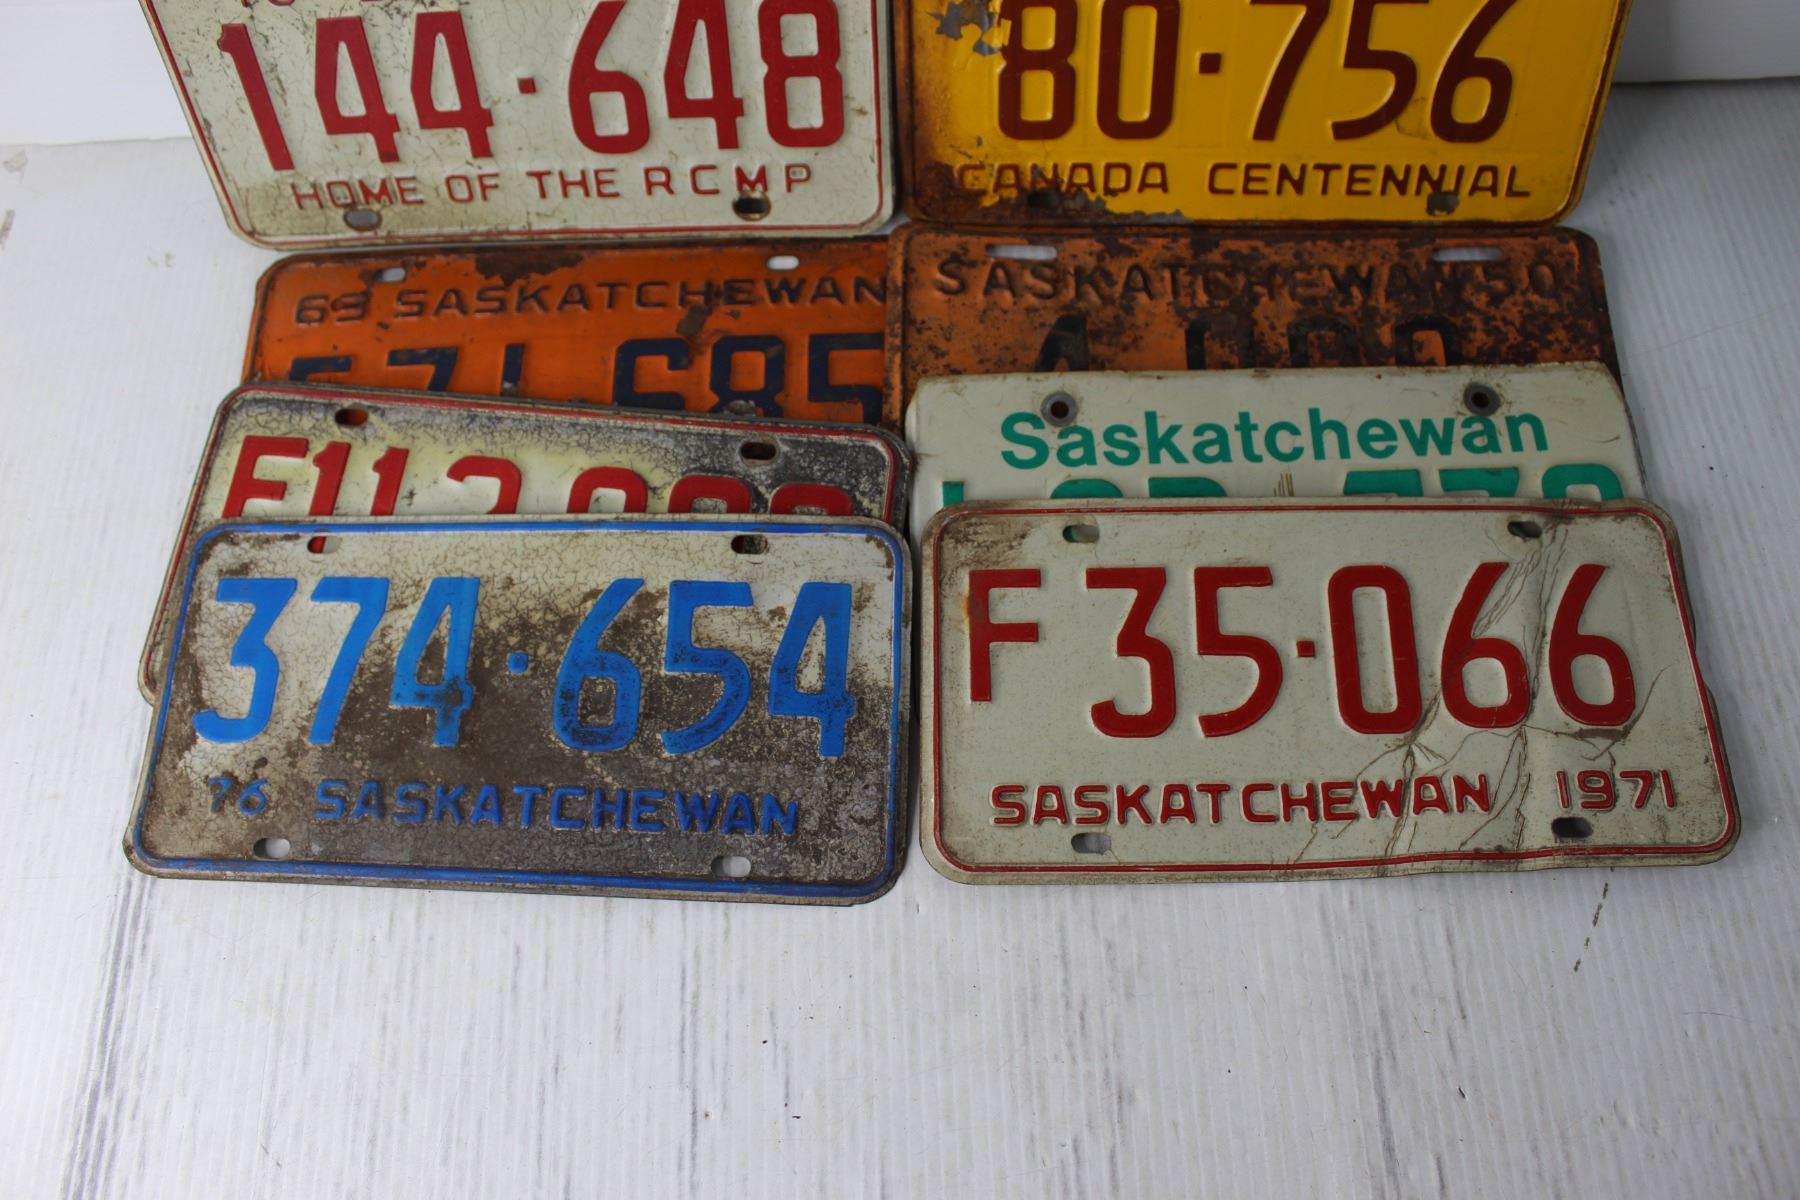 144·648
HOME OF THE RCMP
80·756
CANADA CENTENNIAL
69 SASKATCHEWAN
685
SASKATCHEWAN 50
Saskatchewan
374·654
76 SASKATCHEWAN
F35·066
SASKATCHEWAN 1971